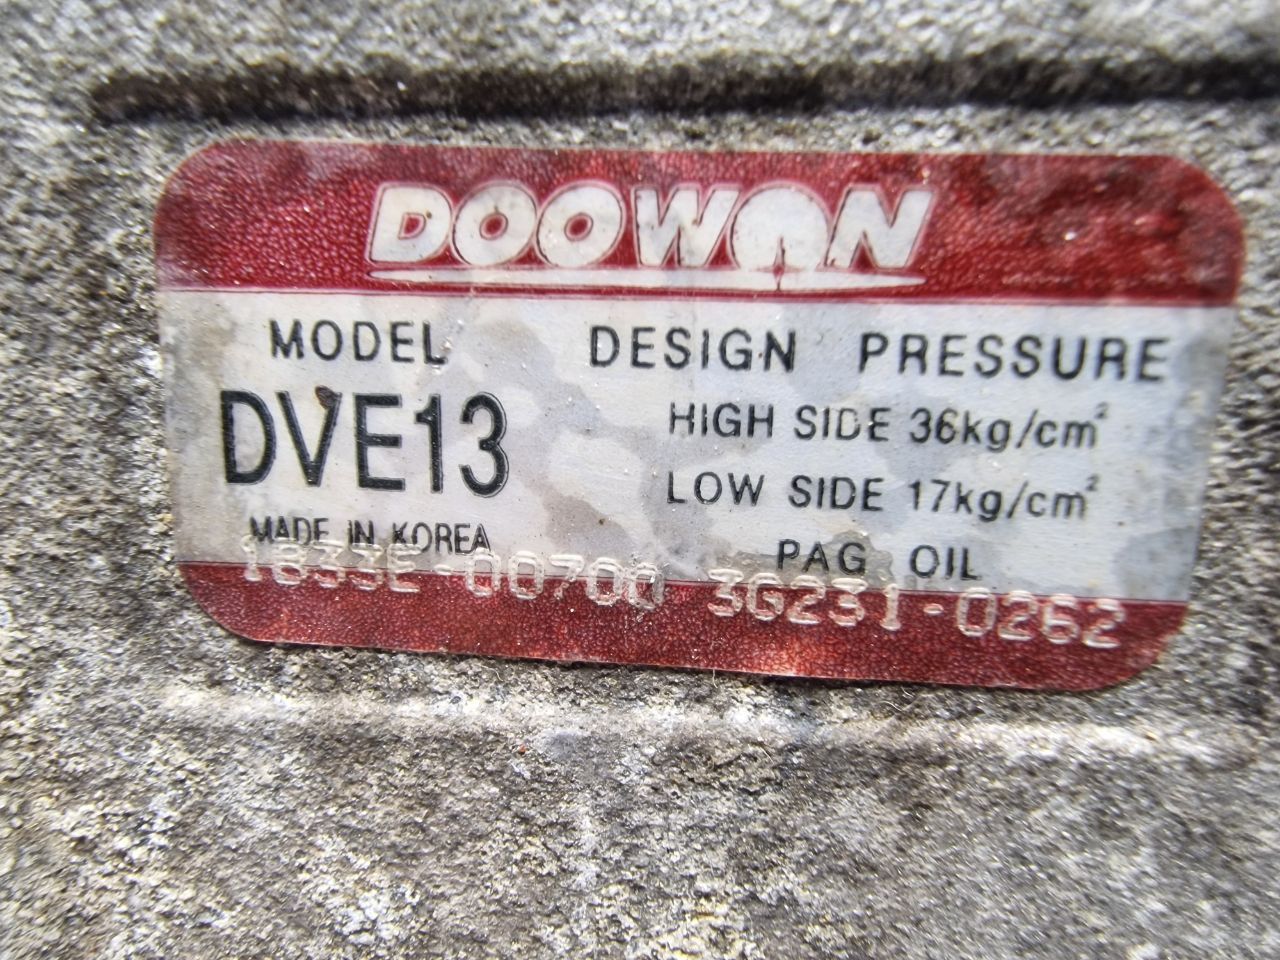 DOOWON
MODEL
DVE13
MADE IN KOREA
DESIGN PRESSURE
HIGH SIDE 36kg/cm²
LOW SIDE 17kg/cm²
PAG OIL
1833E-00700 3G231-0262